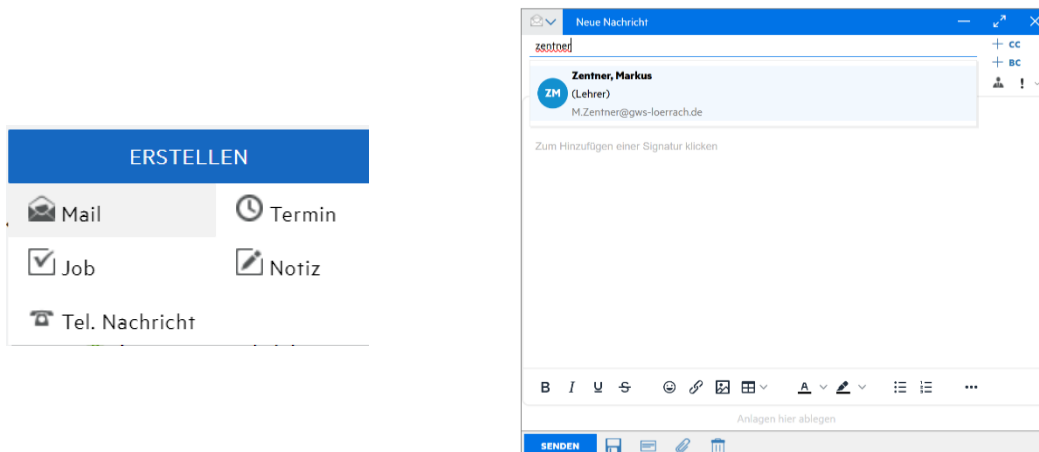 ERSTELLEN
Mail
Termin
Job
Notiz
Tel. Nachricht
Neue Nachricht
zentner
CC
BC
Zentner, Markus
ZM
(Lehrer)
M.Zentner@gws-loerrach.de
Zum Hinzufügen einer Signatur klicken
B I U S A
Anlagen hier ablegen
SENDEN